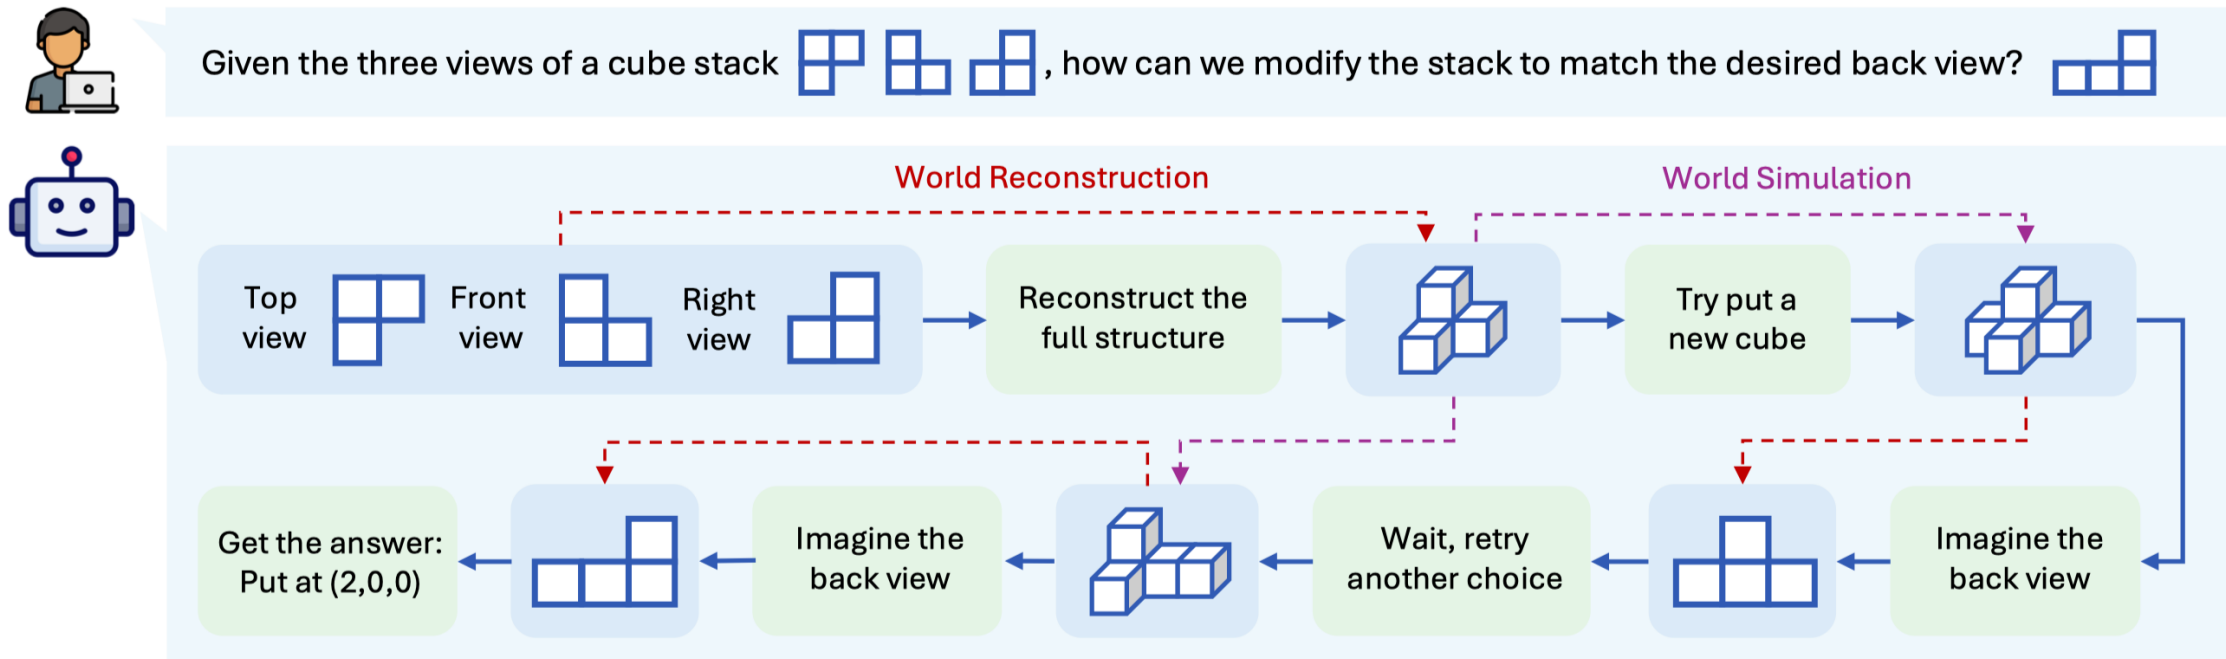 Given the three views of a cube stack , how can we modify the stack to match the desired back view?
World Reconstruction
World Simulation
Top
view
Front
view
Right
view
Reconstruct the
full structure
Try put a
new cube
Imagine the
back view
Wait, retry
another choice
Imagine the
back view
Get the answer:
Put at (2,0,0)